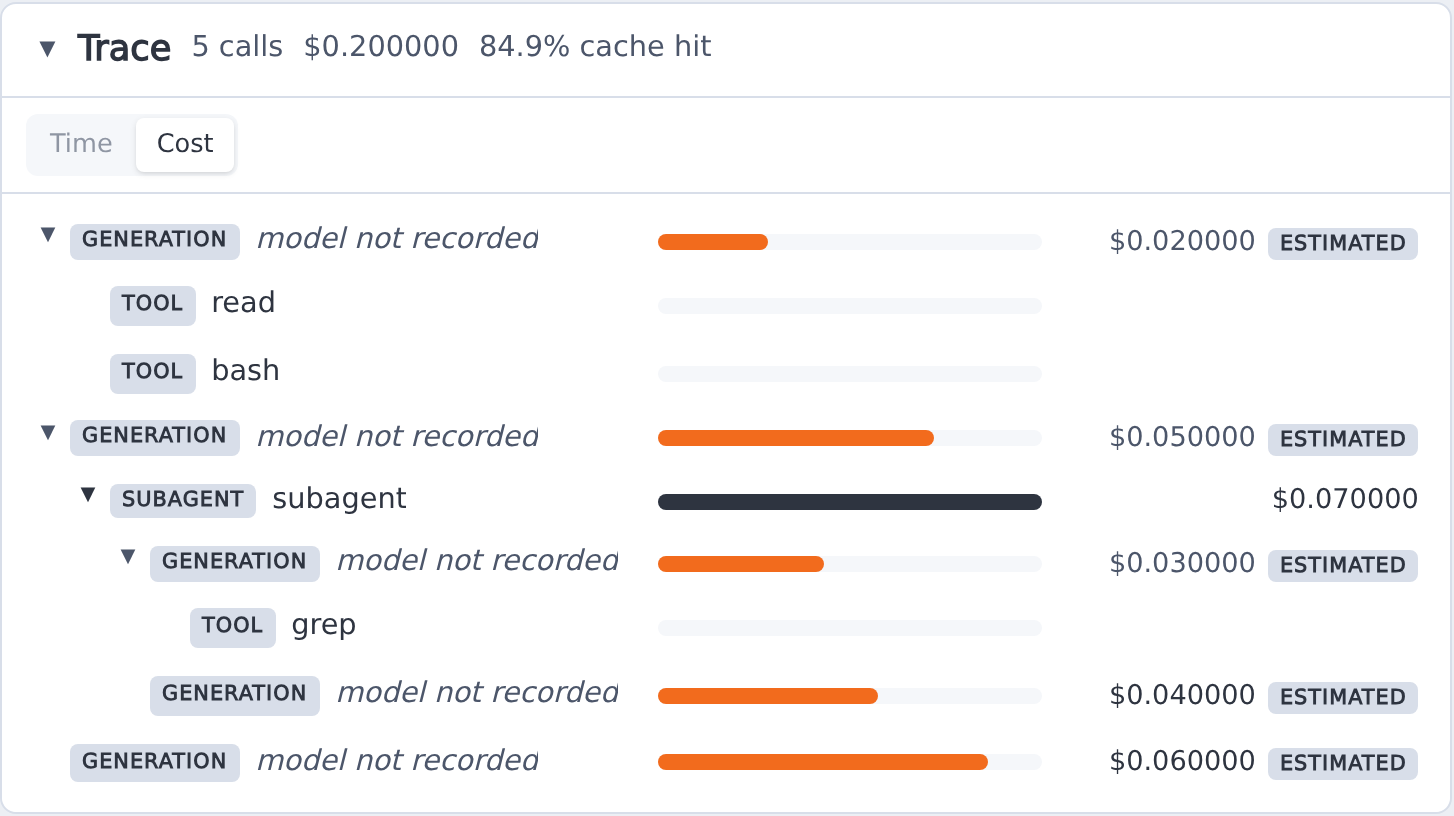 ▼ Trace 5 calls $0.200000 84.9% cache hit
Time Cost
▼ GENERATION model not recorded $0.020000 ESTIMATED
TOOL read
TOOL bash
▼ GENERATION model not recorded $0.050000 ESTIMATED
▼ SUBAGENT subagent $0.070000
▼ GENERATION model not recorded $0.030000 ESTIMATED
TOOL grep
GENERATION model not recorded $0.040000 ESTIMATED
GENERATION model not recorded $0.060000 ESTIMATED